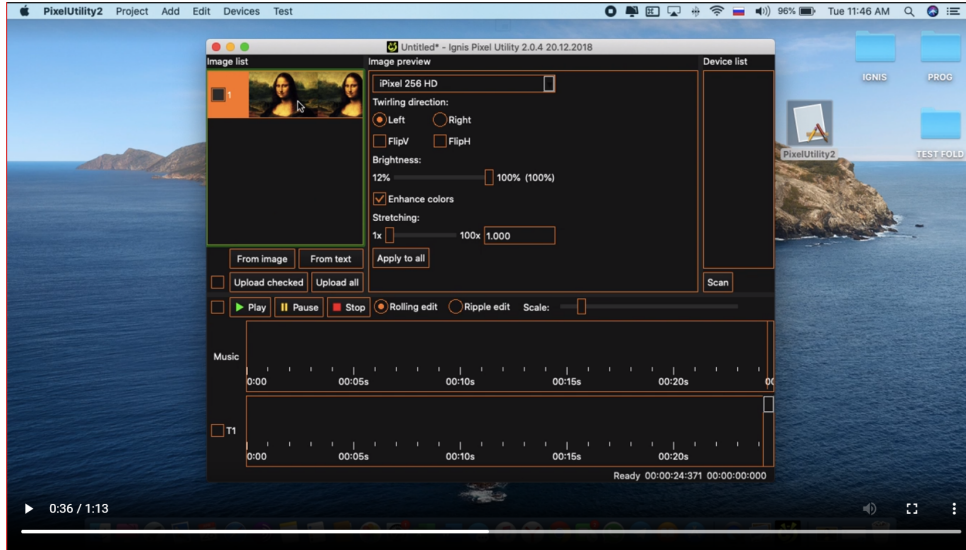 PixelUtility2 Project Add Edit Devices Test 96% Tue 11:46 AM
Untitled* - Ignis Pixel Utility 2.0.4 20.12.2018
Image list Image preview Device list
1
iPixel 256 HD
Twirling direction:
Left Right
FlipV FlipH
Brightness:
12% 100% (100%)
Enhance colors
Stretching:
1x 100x 1.000
From image From text Apply to all
Upload checked Upload all Scan
Play Pause Stop Rolling edit Ripple edit Scale:
Music
0:00 00:05s 00:10s 00:15s 00:20s 00
T1
0:00 00:05s 00:10s 00:15s 00:20s
Ready 00:00:24:371 00:00:00:000
IGNIS PROG
PixelUtility2 TEST FOLD
0:36 / 1:13